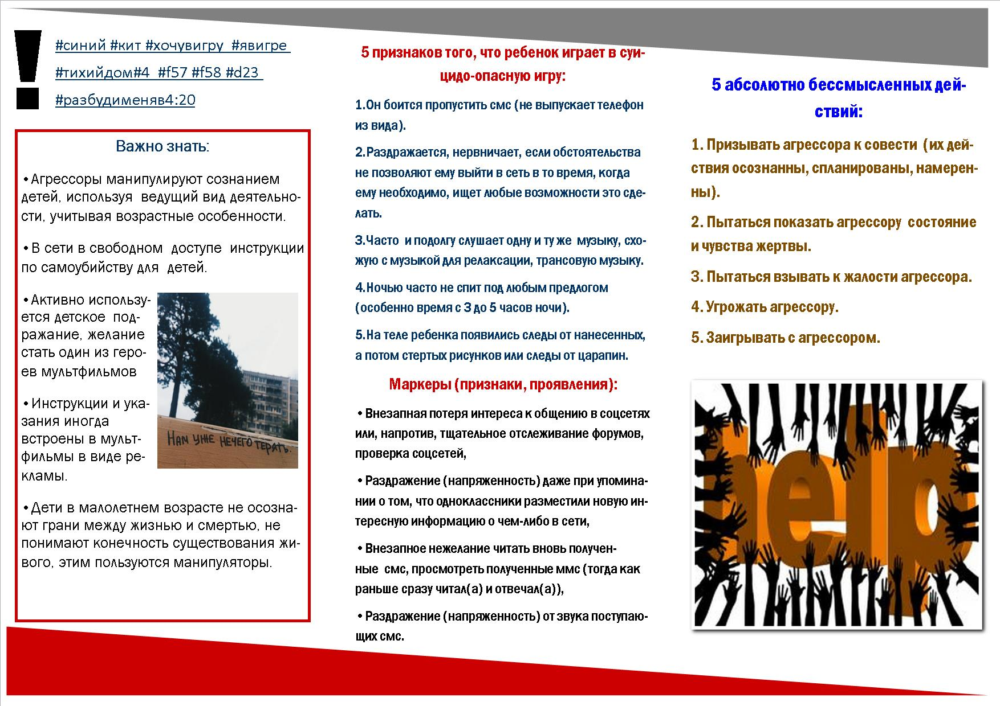 #синий #кит #хочувигру #явигре
#тихийдом#4 #f57 #f58 #d23
#разбудименяв4:20
Важно знать:
•Агрессоры манипулируют сознанием
детей, используя ведущий вид деятельно-
сти, учитывая возрастные особенности.
•В сети в свободном доступе инструкции
по самоубийству для детей.
•Активно использу-
ется детское под-
ражание, желание
стать один из геро-
ев мультфильмов
•Инструкции и ука-
зания иногда
встроены в мульт-
фильмы в виде ре-
кламы.
НАМ УЖЕ НЕЧЕГО ТЕРЯТЬ.
•Дети в малолетнем возрасте не осозна-
ют грани между жизнью и смертью, не
понимают конечность существования жи-
вого, этим пользуются манипуляторы.
5 признаков того, что ребенок играет в суи-
цидо-опасную игру:
1.Он боится пропустить смс (не выпускает телефон
из вида).
2.Раздражается, нервничает, если обстоятельства
не позволяют ему выйти в сеть в то время, когда
ему необходимо, ищет любые возможности это сде-
лать.
3.Часто и подолгу слушает одну и ту же музыку, схо-
жую с музыкой для релаксации, трансовую музыку.
4.Ночью часто не спит под любым предлогом
(особенно время с 3 до 5 часов ночи).
5.На теле ребенка появились следы от нанесенных,
а потом стертых рисунков или следы от царапин.
Маркеры (признаки, проявления):
•Внезапная потеря интереса к общению в соцсетях
или, напротив, тщательное отслеживание форумов,
проверка соцсетей,
•Раздражение (напряженность) даже при упомина-
нии о том, что одноклассники разместили новую ин-
тересную информацию о чем-либо в сети,
•Внезапное нежелание читать вновь получен-
ные смс, просмотреть полученные ммс (тогда как
раньше сразу читал(а) и отвечал(а)),
•Раздражение (напряженность) от звука поступаю-
щих смс.
5 абсолютно бессмысленных дей-
ствий:
1. Призывать агрессора к совести (их дей-
ствия осознанны, спланированы, намерен-
ны).
2. Пытаться показать агрессору состояние
и чувства жертвы.
3. Пытаться взывать к жалости агрессора.
4. Угрожать агрессору.
5. Заигрывать с агрессором.
help